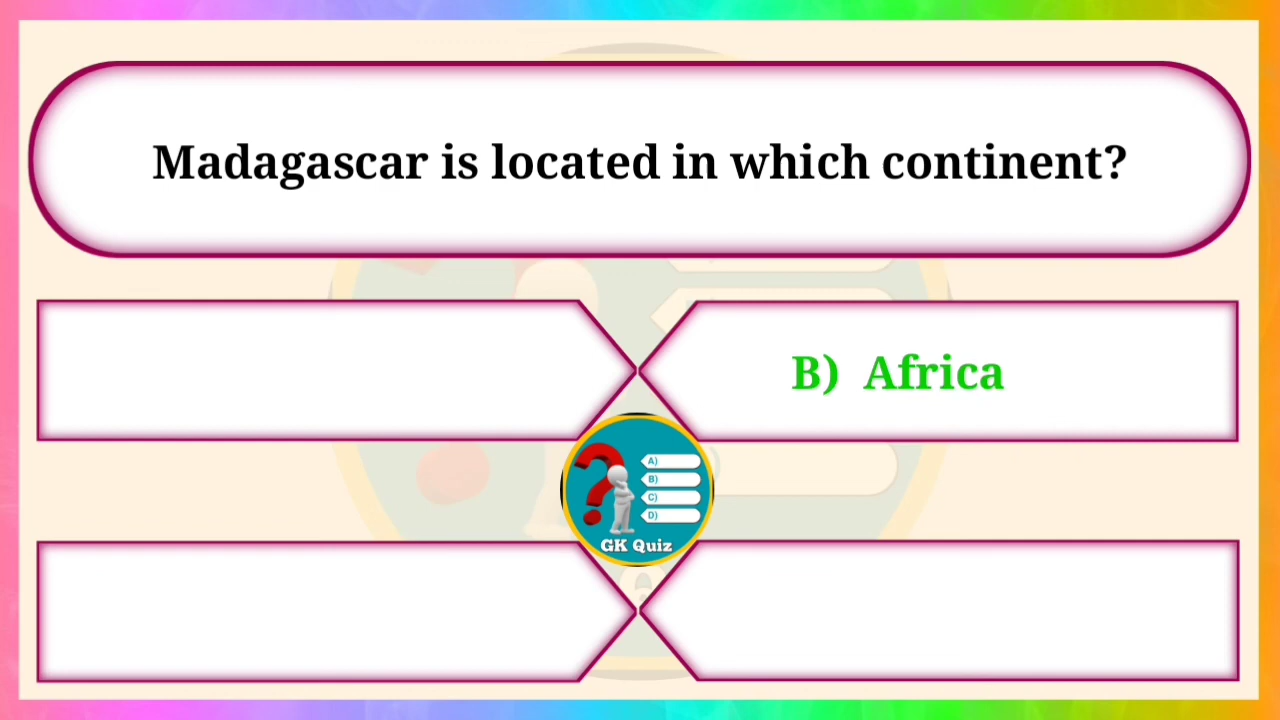 Madagascar is located in which continent?
B) Africa
A)
B)
C)
D)
GK Quiz